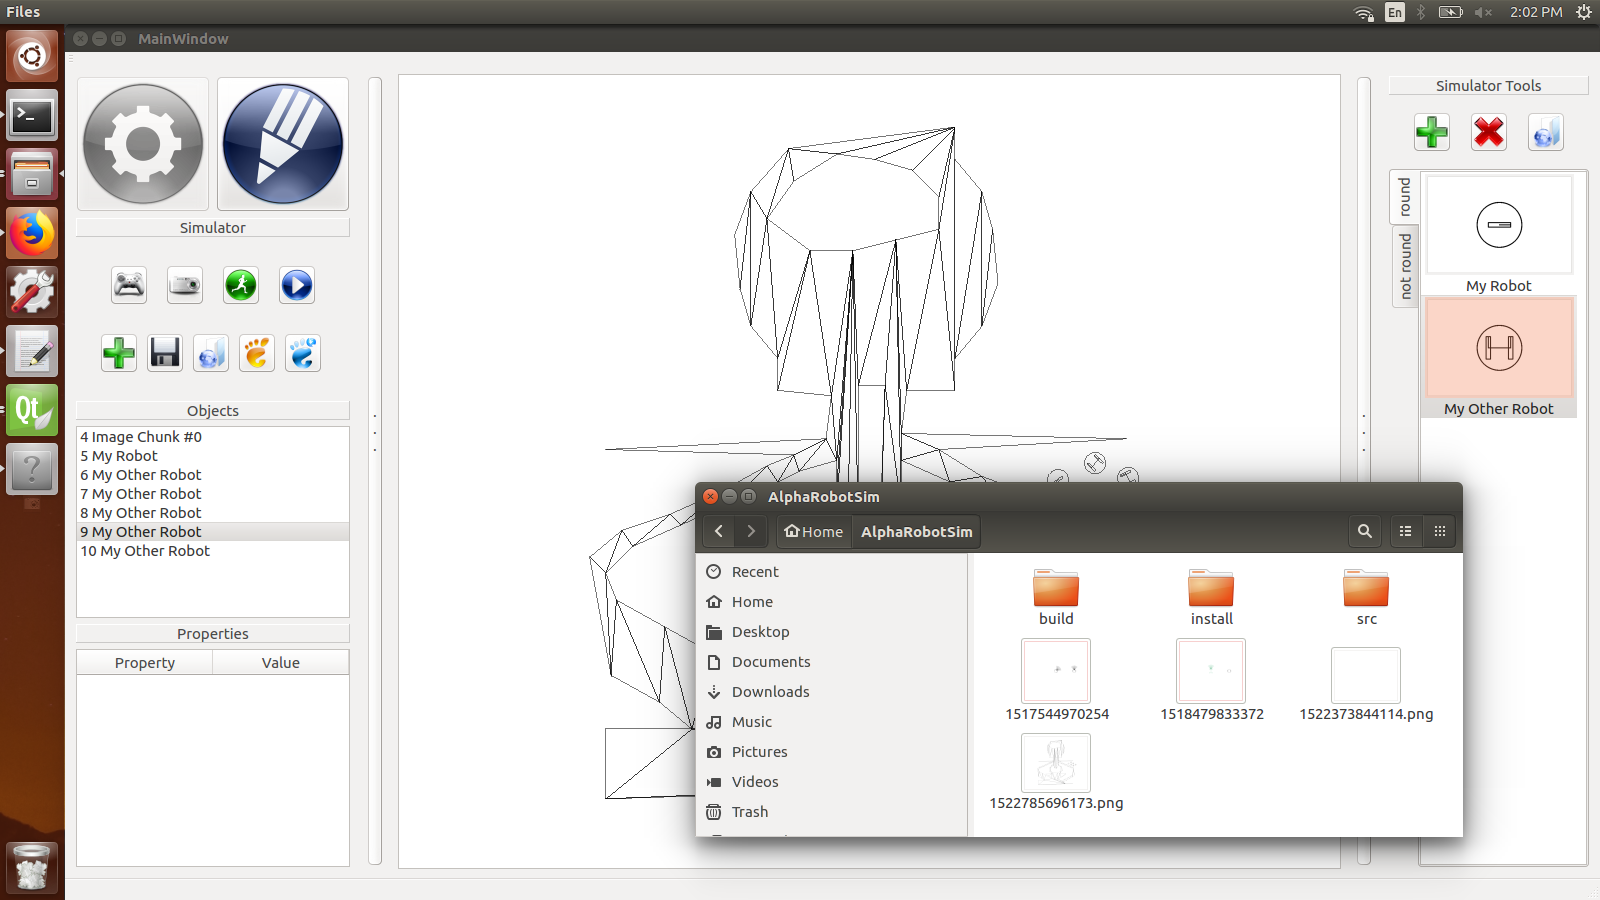 Files
En
2:02 PM
MainWindow
Simulator
Objects
4 Image Chunk #0
5 My Robot
6 My Other Robot
7 My Other Robot
8 My Other Robot
9 My Other Robot
10 My Other Robot
Properties
Property
Value
Simulator Tools
round
not round
My Robot
My Other Robot
AlphaRobotSim
Home
AlphaRobotSim
Recent
Home
Desktop
Documents
Downloads
Music
Pictures
Videos
Trash
build
install
src
1517544970254
1518479833372
1522373844114.png
1522785696173.png
Qt